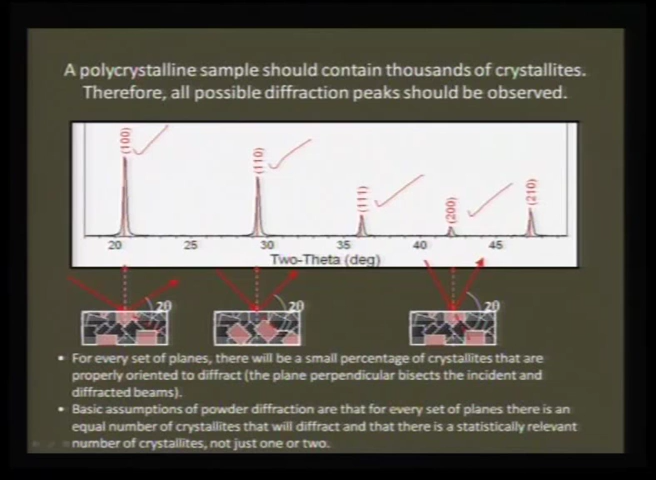 A polycrystalline sample should contain thousands of crystallites.
Therefore, all possible diffraction peaks should be observed.
(100) (110) (111) (200) (210)
20 25 30 35 40 45
Two-Theta (deg)
2θ 2θ 2θ
• For every set of planes, there will be a small percentage of crystallites that are
properly oriented to diffract (the plane perpendicular bisects the incident and
diffracted beams).
• Basic assumptions of powder diffraction are that for every set of planes there is an
equal number of crystallites that will diffract and that there is a statistically relevant
number of crystallites, not just one or two.